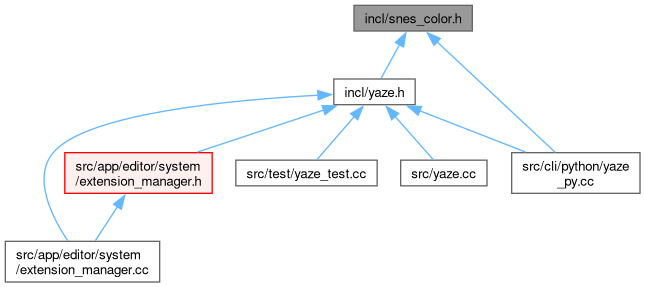 incl/snes_color.h
incl/yaze.h
src/app/editor/system
/extension_manager.h
src/test/yaze_test.cc
src/yaze.cc
src/cli/python/yaze
_py.cc
src/app/editor/system
/extension_manager.cc